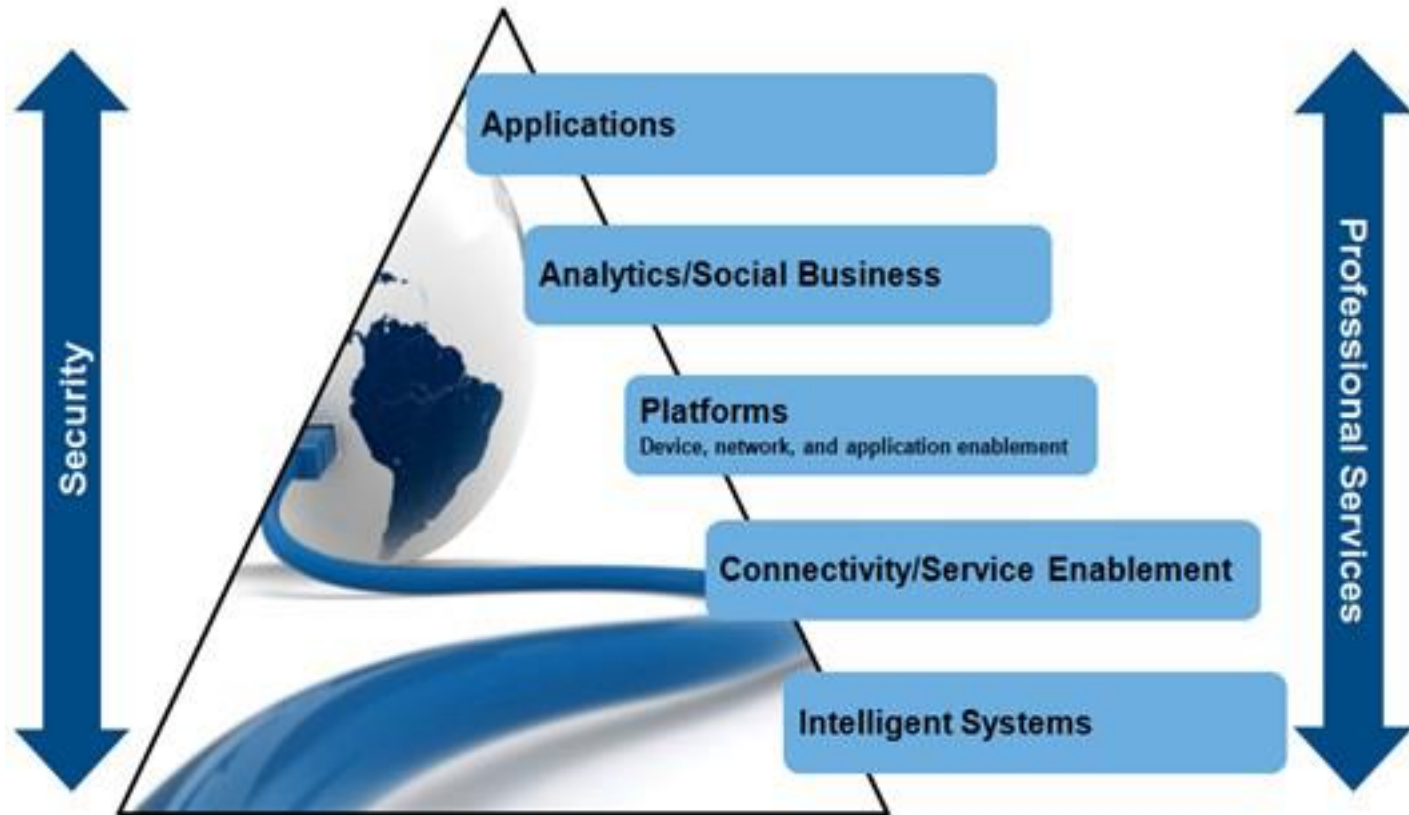 Applications
Analytics/Social Business
Platforms
Device, network, and application enablement
Connectivity/Service Enablement
Intelligent Systems
Security
Professional Services